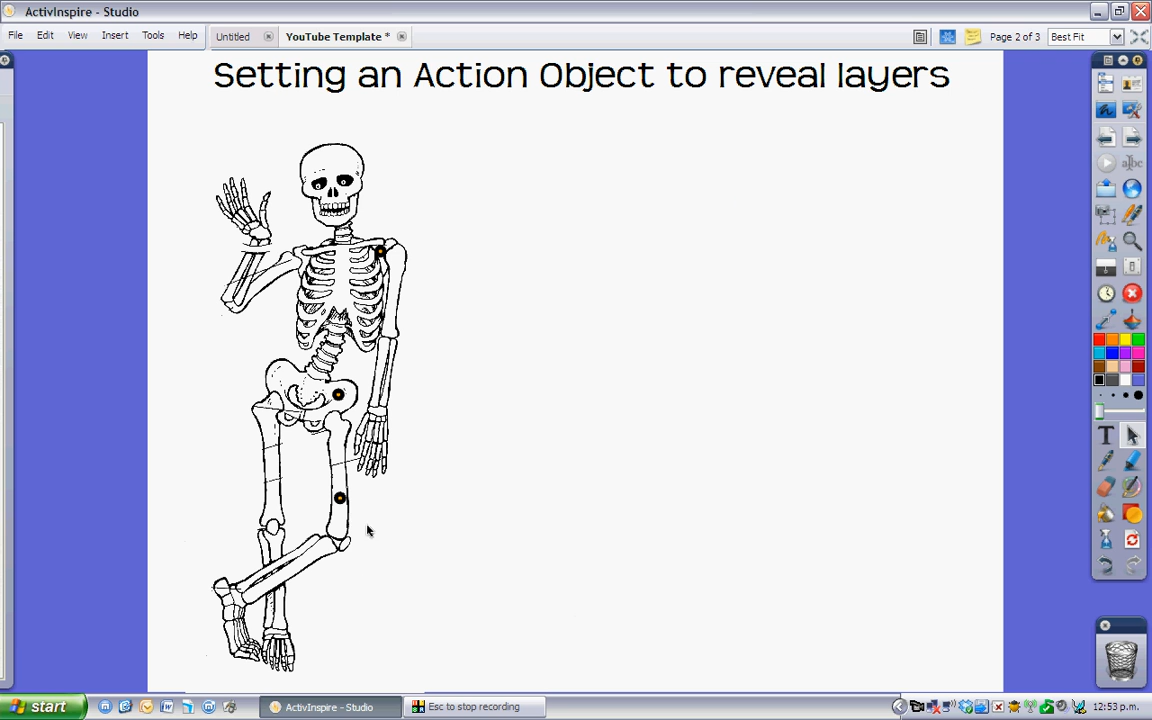 ActivInspire - Studio
File Edit View Insert Tools Help
Untitled
YouTube Template *
Page 2 of 3
Best Fit
Setting an Action Object to reveal layers
abc
T
start
ActivInspire - Studio
Esc to stop recording
12:53 p.m.